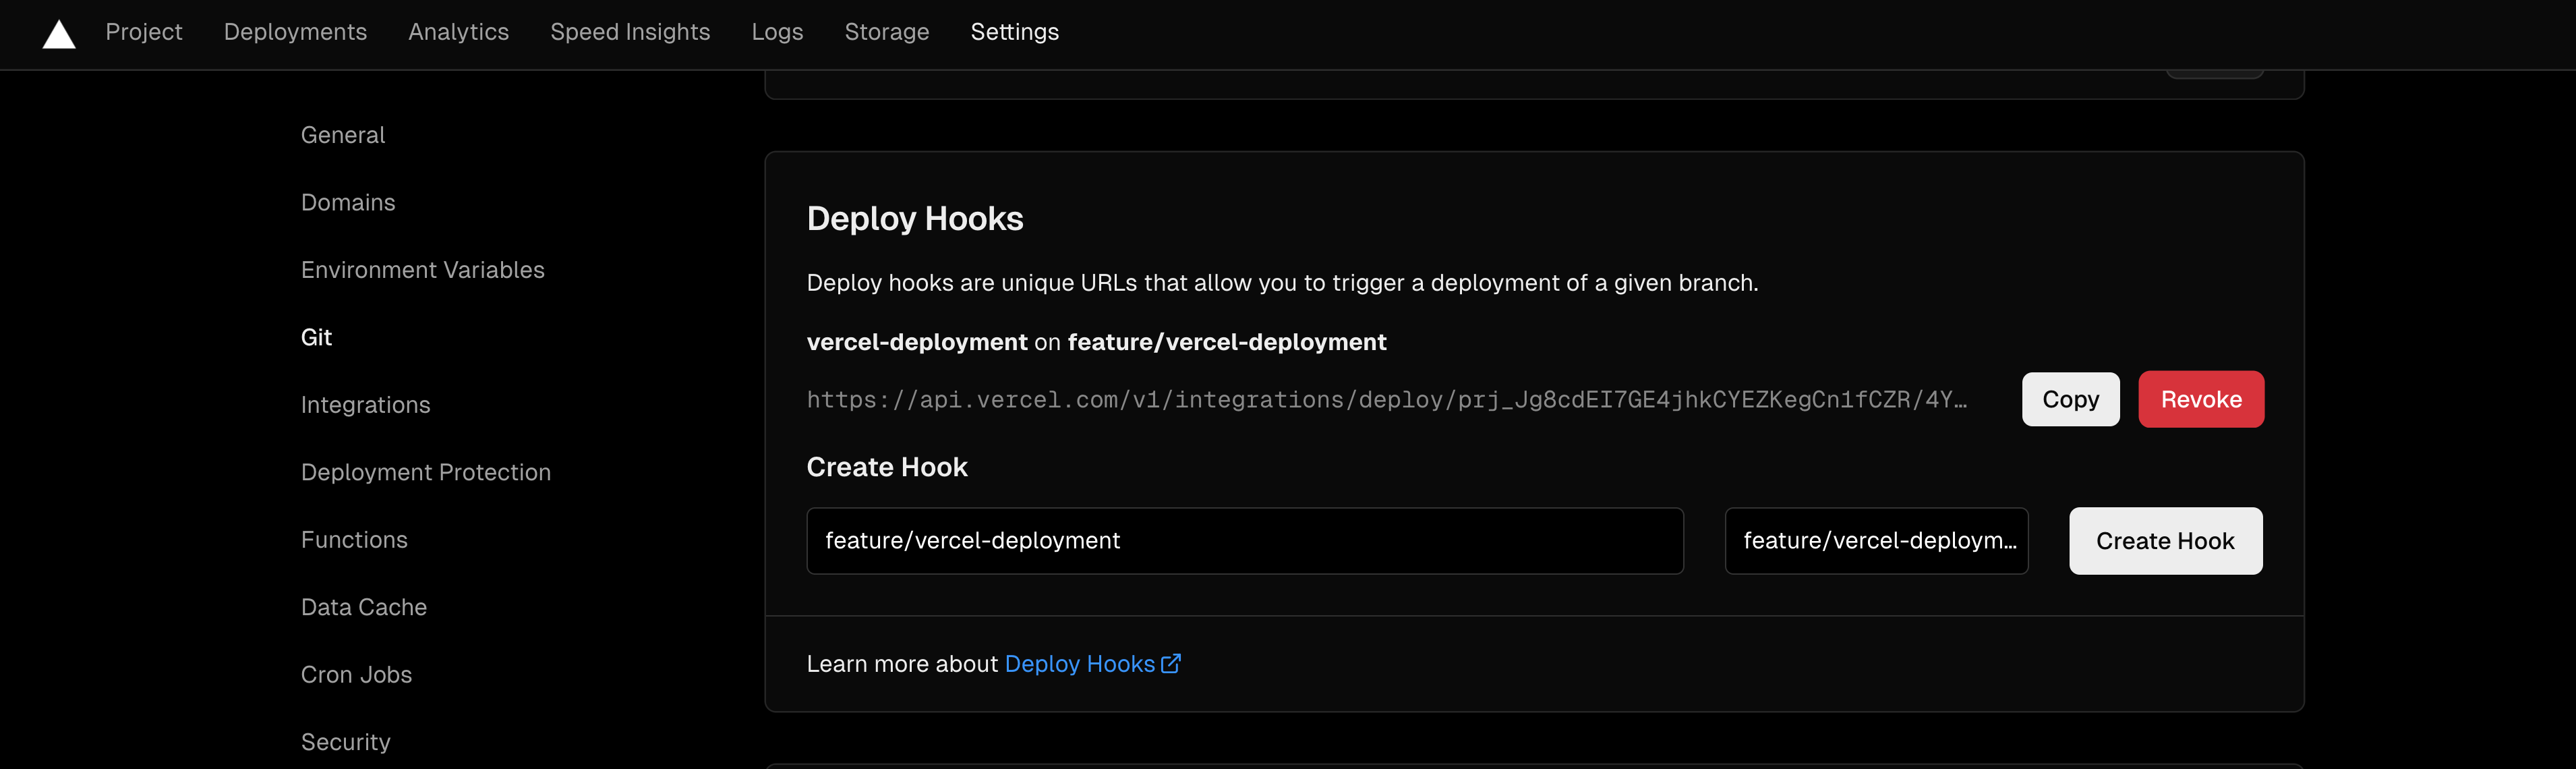 Project Deployments Analytics Speed Insights Logs Storage Settings
General
Domains
Environment Variables
Git
Integrations
Deployment Protection
Functions
Data Cache
Cron Jobs
Security
Deploy Hooks
Deploy hooks are unique URLs that allow you to trigger a deployment of a given branch.
vercel-deployment on feature/vercel-deployment
https://api.vercel.com/v1/integrations/deploy/prj_Jg8cdEI7GE4jhkCYEZKegCn1fCZR/4Y… Copy Revoke
Create Hook
feature/vercel-deployment feature/vercel-deploym… Create Hook
Learn more about Deploy Hooks